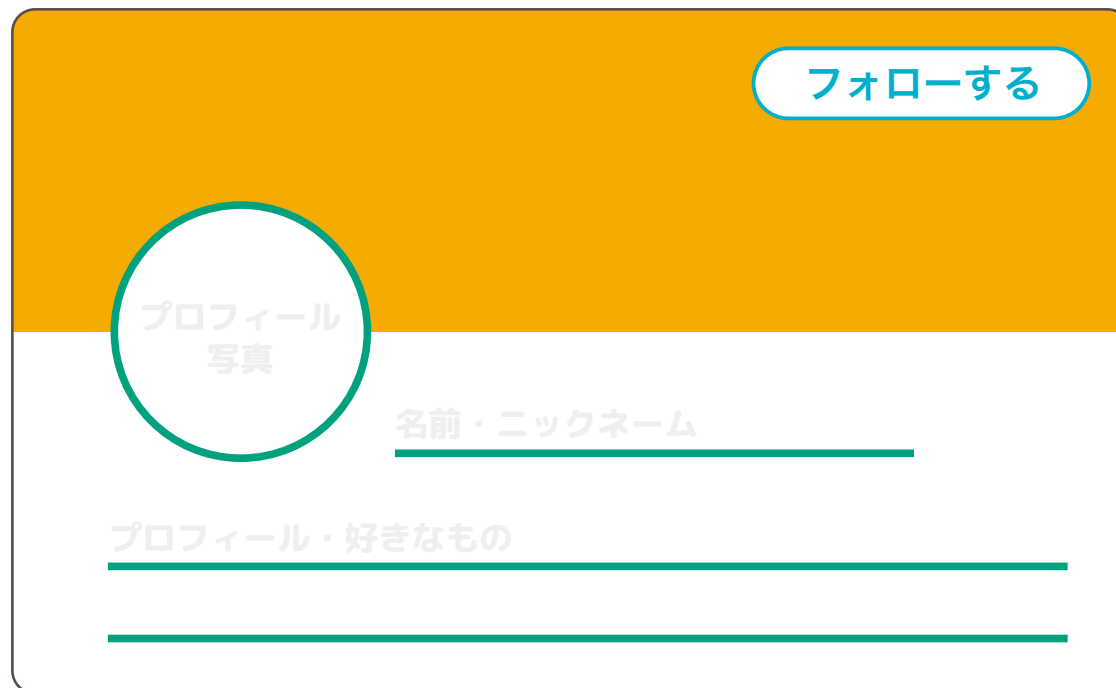 フォローする
プロフィール
写真
名前・ニックネーム
プロフィール・好きなもの